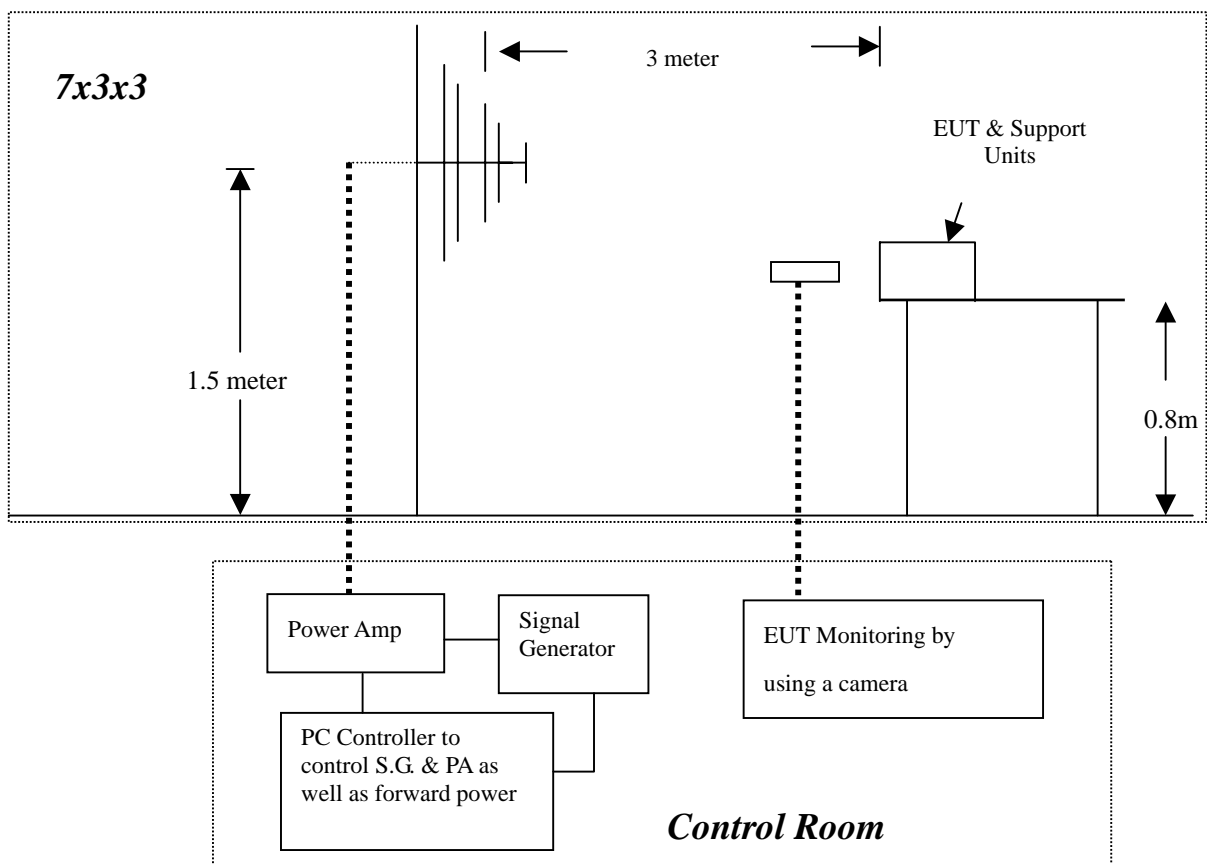 7x3x3
3 meter
EUT & Support
Units
1.5 meter
0.8m
Power Amp
Signal
Generator
EUT Monitoring by
using a camera
PC Controller to
control S.G. & PA as
well as forward power
Control Room